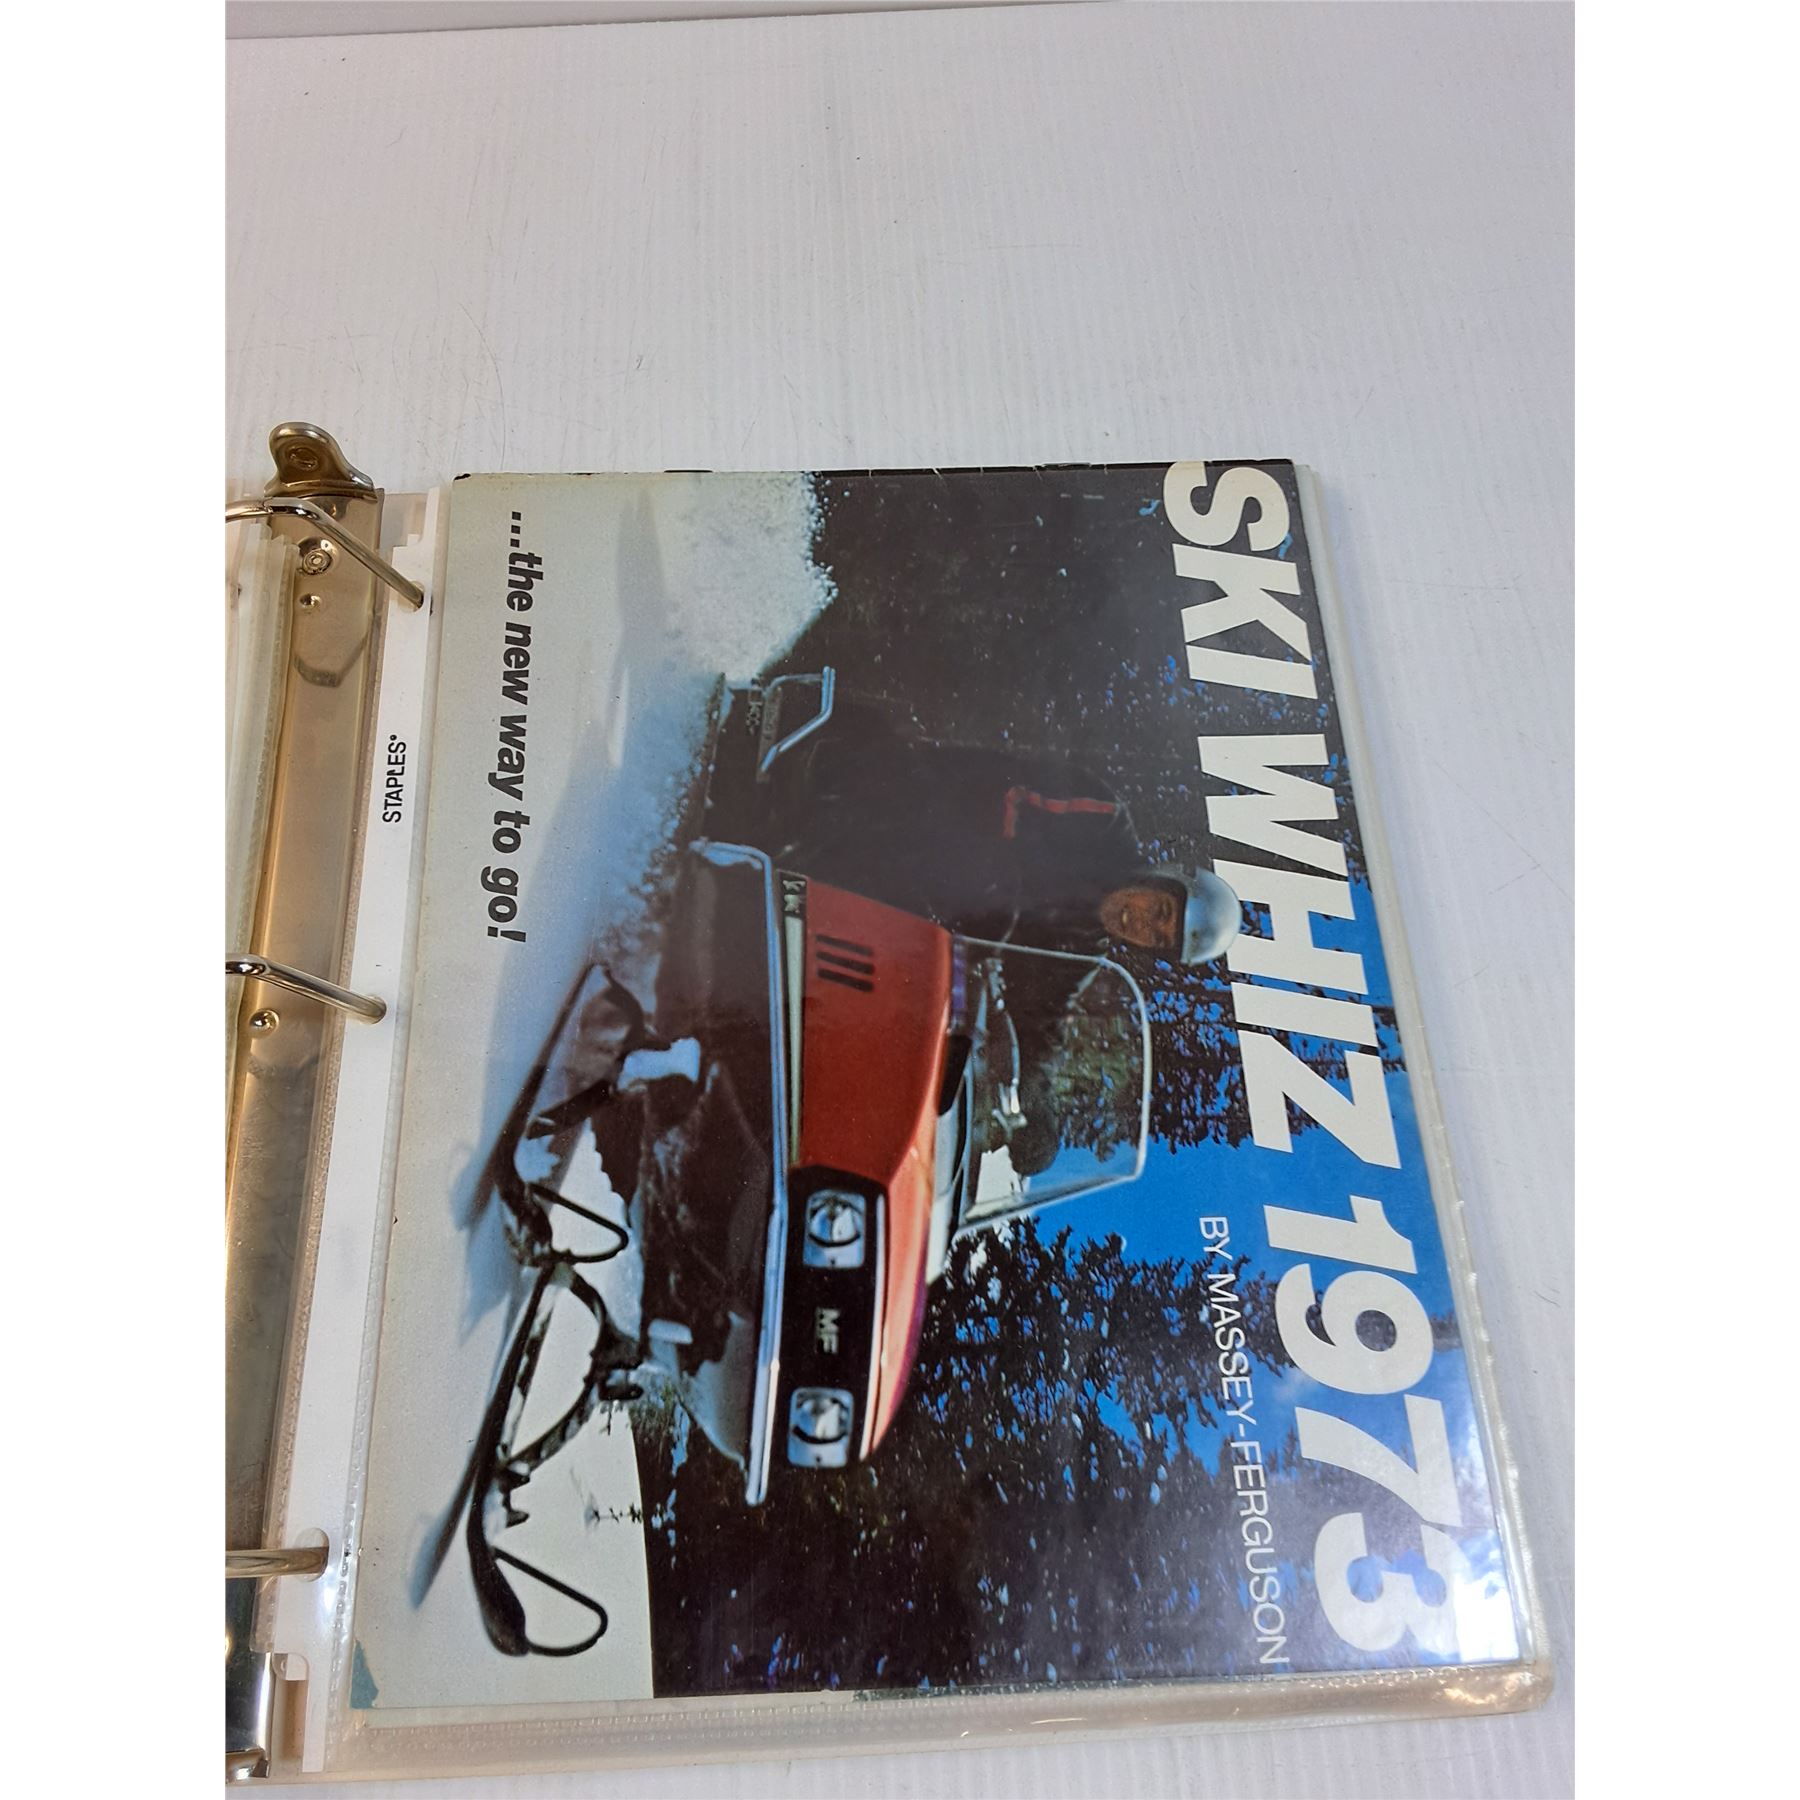 SKI WHIZ 1973
BY MASSEY-FERGUSON
MF
...the new way to go!
STAPLES®